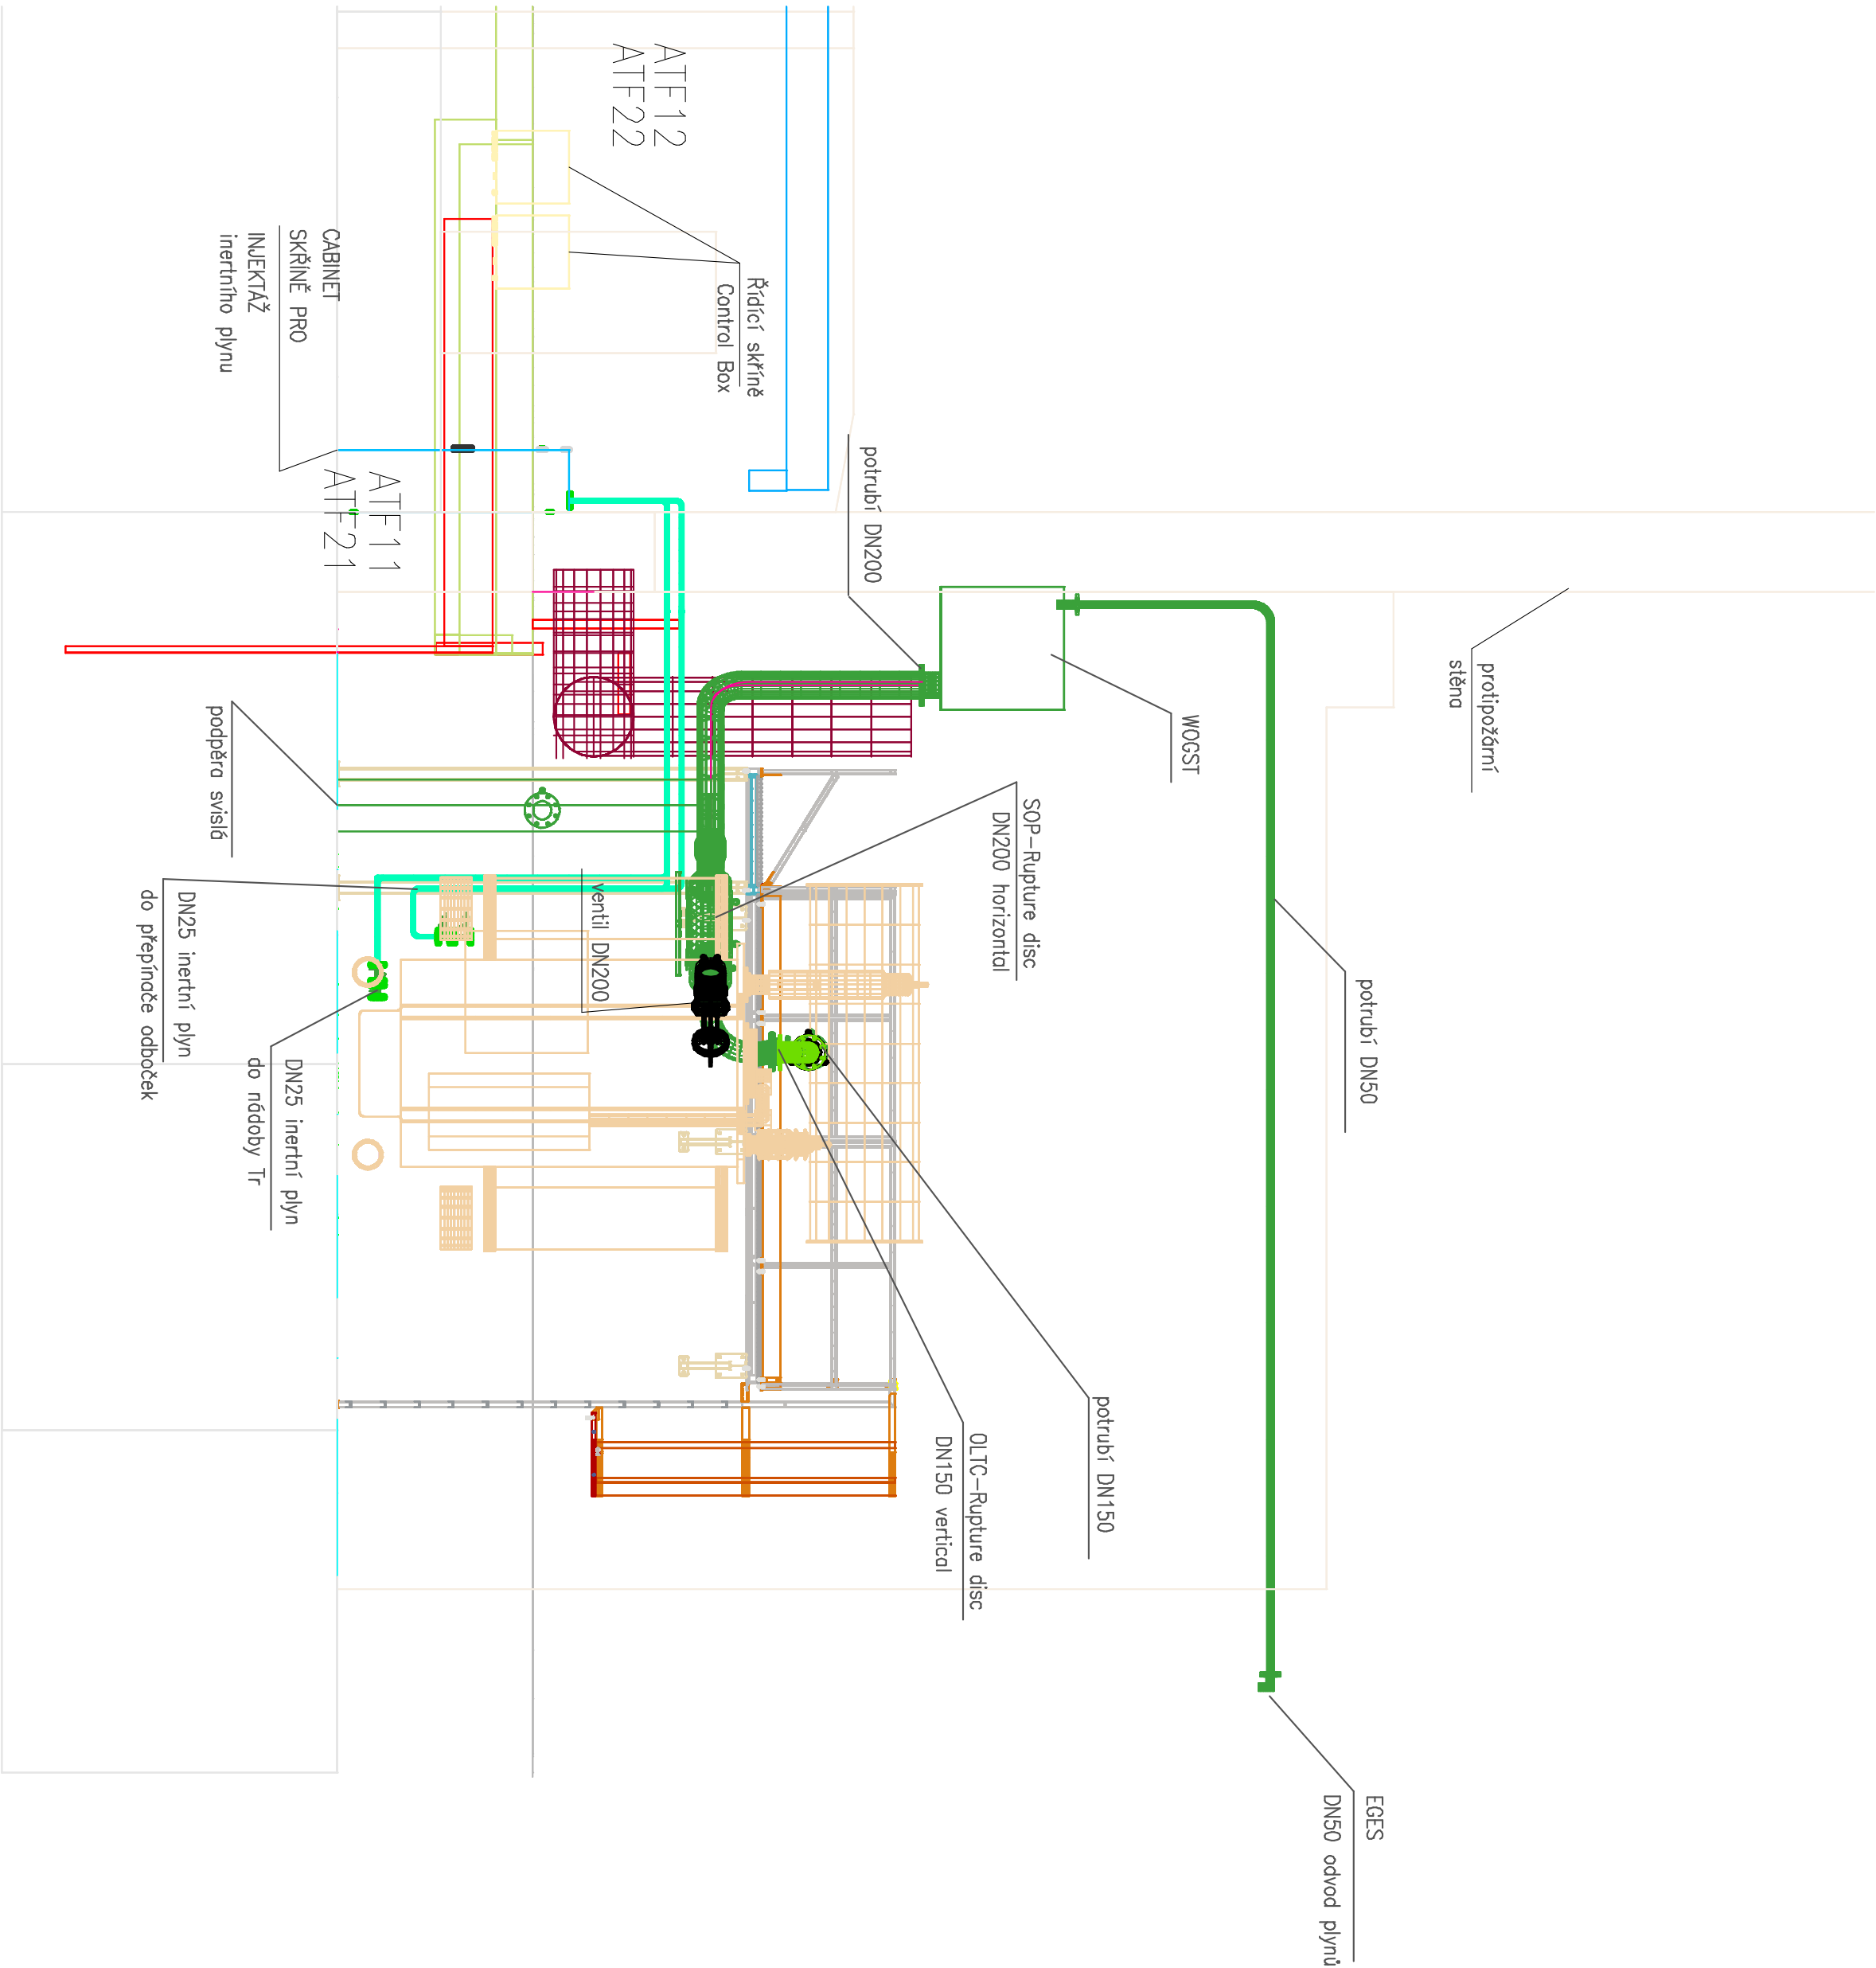 ATF12
ATF22
Řídící skříně
Control Box
CABINET
SKŘÍNĚ PRO
INJEKTÁŽ
inertního plynu
ATF11
ATF21
potrubí DN200
protipožární
stěna
WOGST
podpěra svislá
SOP-Rupture disc
DN200 horizontal
ventil DN200
DN25 inertní plyn
do přepínače odboček
DN25 inertní plyn
do nádoby Tr
potrubí DN50
potrubí DN150
OLTC-Rupture disc
DN150 vertical
EGES
DN50 odvod plynů